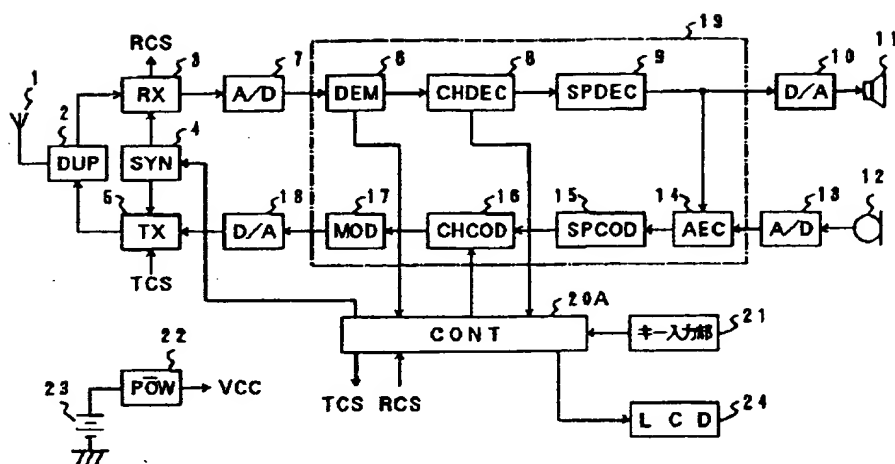 19
RCS
3
7
6
8
9
10
11
1
2
RX
A/D
DEM
CHDEC
SPDEC
D/A
4
DUP
SYN
5
18
17
16
15
14
13
12
TX
D/A
MOD
CHCOD
SPCOD
AEC
A/D
TCS
20A
CONT
21
キー入力部
22
23
POW
VCC
TCS RCS
24
LCD